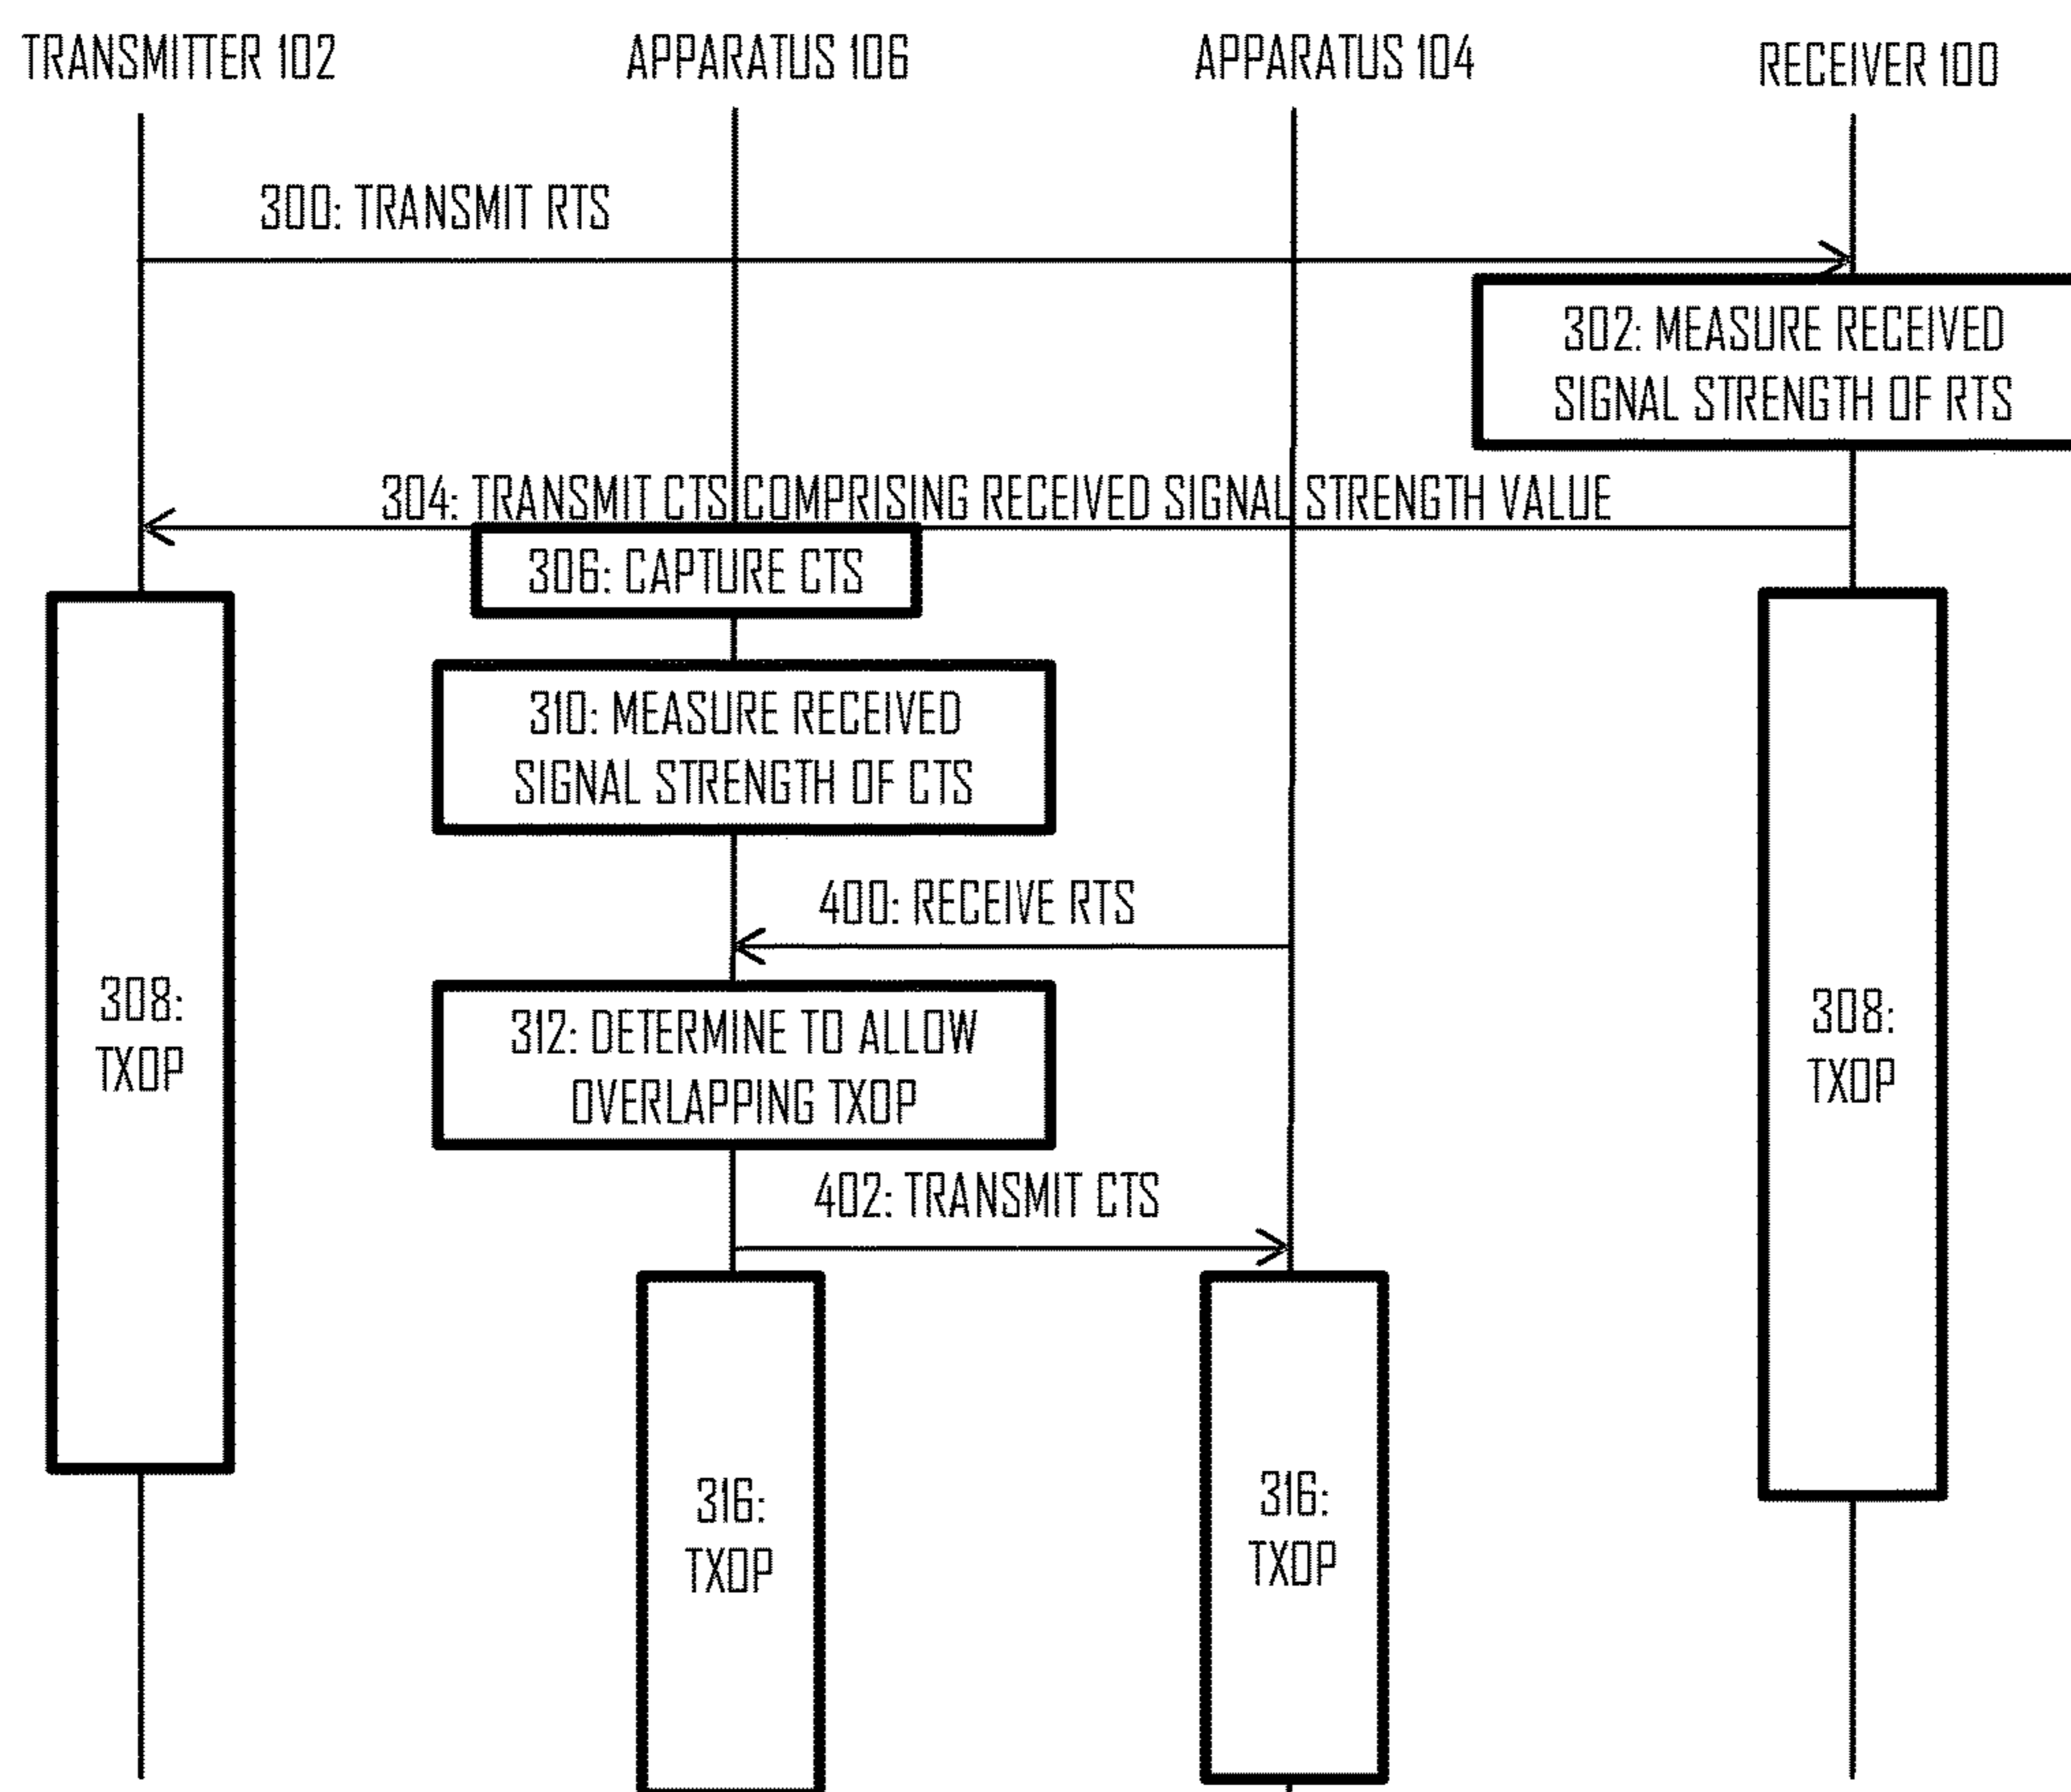 TRANSMITTER 102
APPARATUS 106
APPARATUS 104
RECEIVER 100
300: TRANSMIT RTS
302: MEASURE RECEIVED
SIGNAL STRENGTH OF RTS
304: TRANSMIT CTS COMPRISING RECEIVED SIGNAL STRENGTH VALUE
306: CAPTURE CTS
310: MEASURE RECEIVED
SIGNAL STRENGTH OF CTS
400: RECEIVE RTS
308:
TXOP
312: DETERMINE TO ALLOW
OVERLAPPING TXOP
308:
TXOP
402: TRANSMIT CTS
316:
TXOP
316:
TXOP